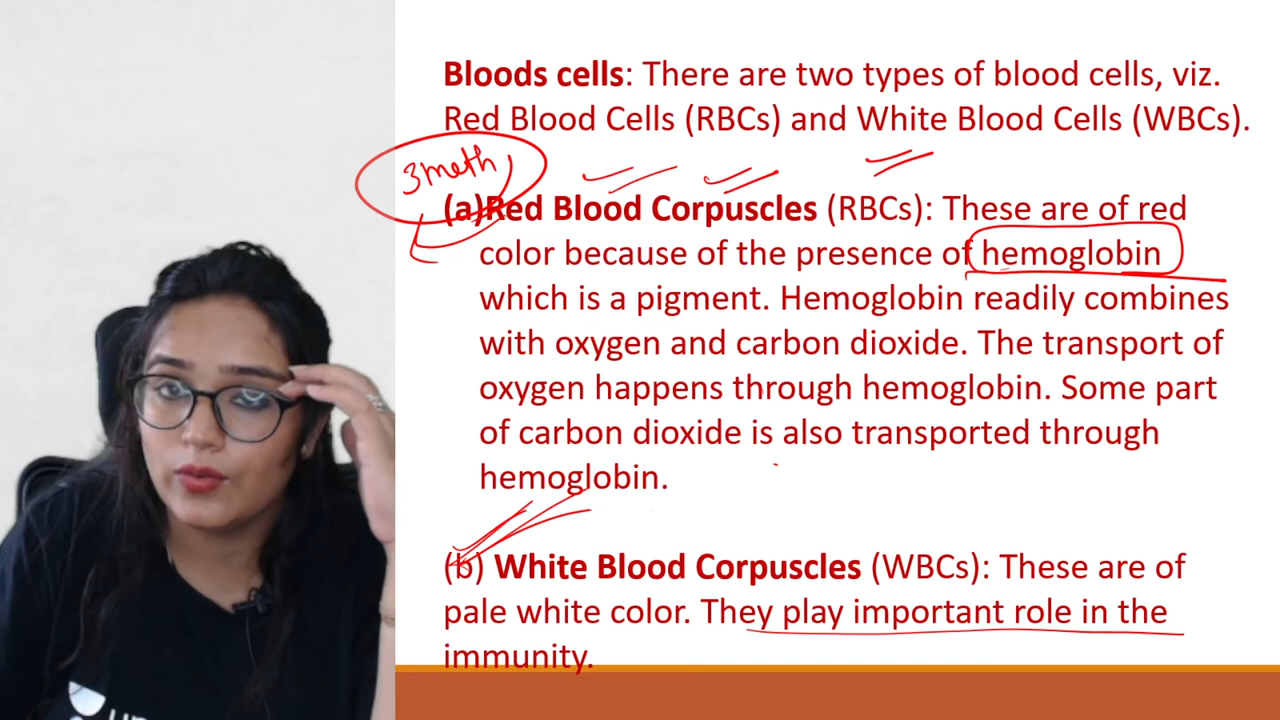 Bloods cells: There are two types of blood cells, viz.
Red Blood Cells (RBCs) and White Blood Cells (WBCs).
3 meth
(a)Red Blood Corpuscles (RBCs): These are of red
color because of the presence of hemoglobin
which is a pigment. Hemoglobin readily combines
with oxygen and carbon dioxide. The transport of
oxygen happens through hemoglobin. Some part
of carbon dioxide is also transported through
hemoglobin.
(b) White Blood Corpuscles (WBCs): These are of
pale white color. They play important role in the
immunity.